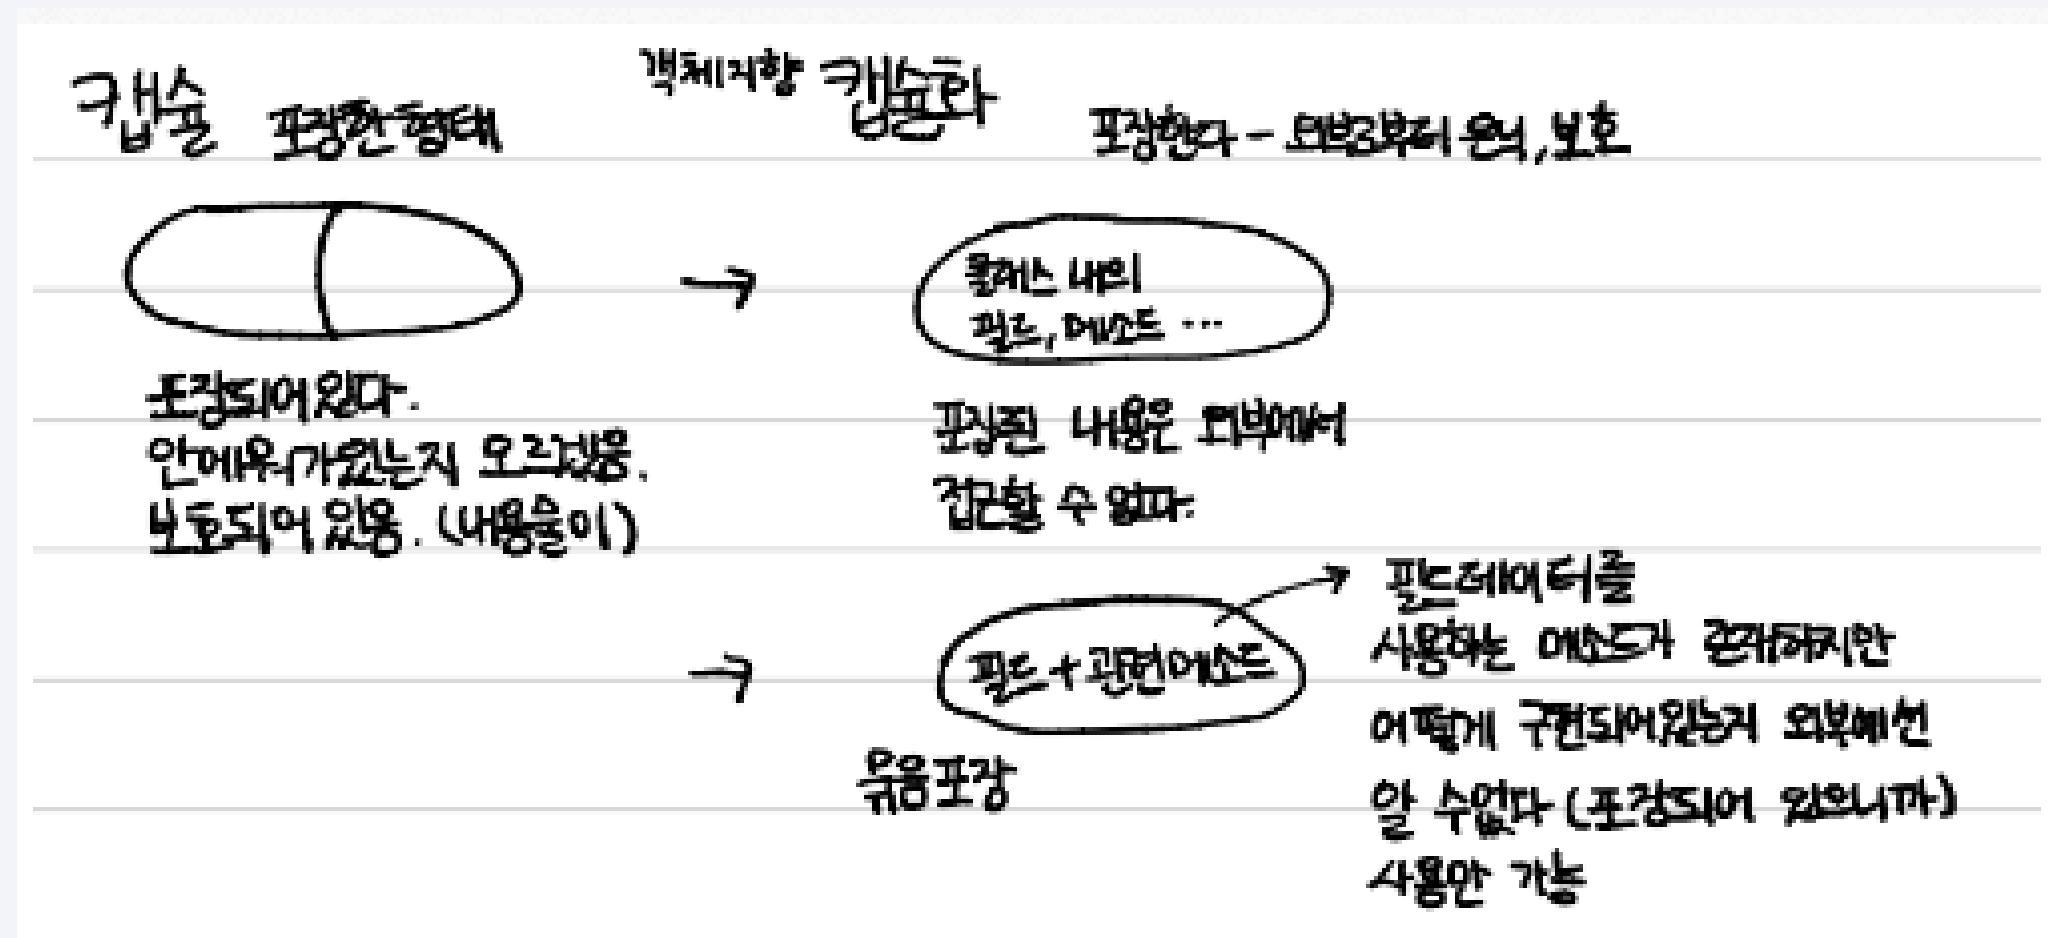 캡슐 포장한 형태
객체지향 캡슐화
포장한다 - 외부로부터 은닉, 보호
클래스 내의
필드, 메소드 ...
포장되어있다.
안에 뭐가있는지 모르겠음.
보호되어 있음. (내용물이)
포장된 내용은 외부에서
접근할 수 없다.
필드 + 관련메소드
묶음포장
필드데이터를
사용하는 메소드가 존재하지만
어떻게 구현되어있는지 외부에선
알 수없다 (포장되어 있으니까)
사용만 가능